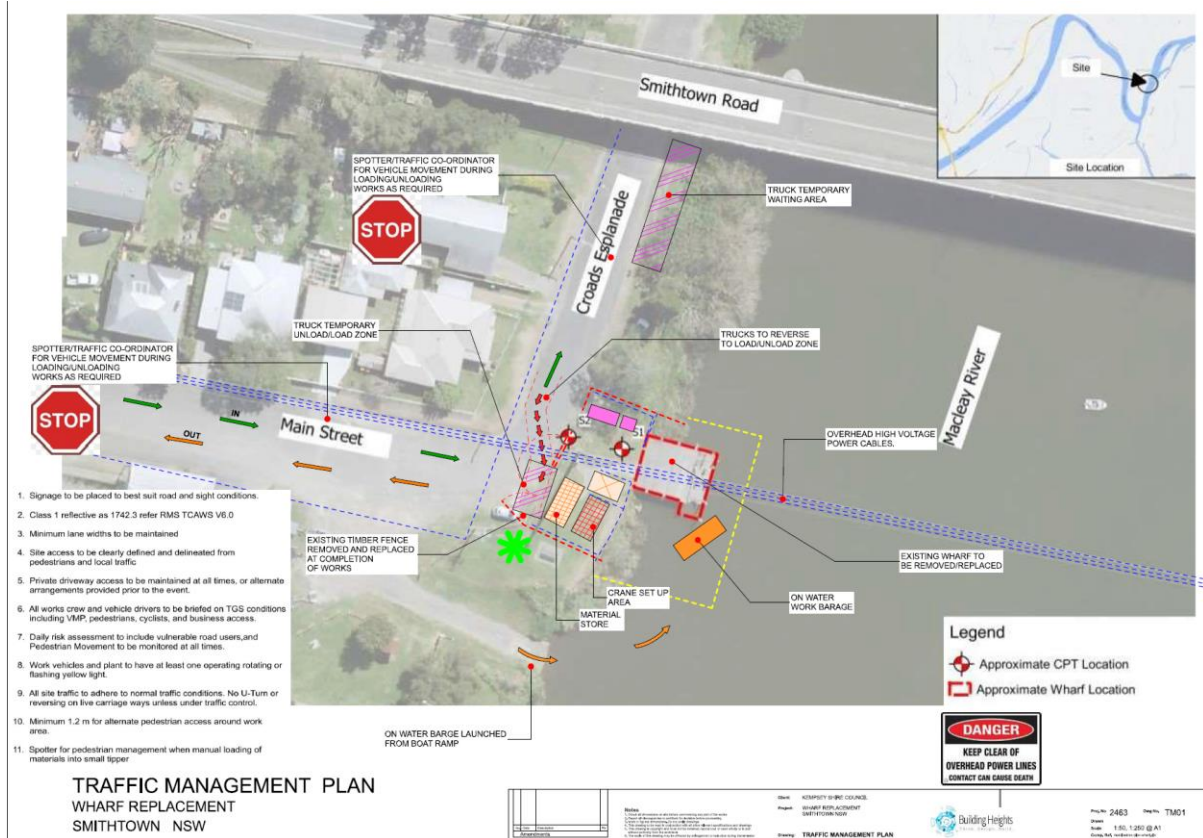 Smithtown Road
Site
Site Location
SPOTTER/TRAFFIC CO-ORDINATOR
FOR VEHICLE MOVEMENT DURING
LOADING/UNLOADING
WORKS AS REQUIRED
STOP
TRUCK TEMPORARY
WAITING AREA
Croads Esplanade
TRUCK TEMPORARY
UNLOAD/LOAD ZONE
TRUCKS TO REVERSE
TO LOAD/UNLOAD ZONE
SPOTTER/TRAFFIC CO-ORDINATOR
FOR VEHICLE MOVEMENT DURING
LOADING/UNLOADING
WORKS AS REQUIRED
STOP
IN
OUT
Main Street
S2
S1
Macleay River
OVERHEAD HIGH VOLTAGE
POWER CABLES.
EXISTING TIMBER FENCE
REMOVED AND REPLACED
AT COMPLETION
OF WORKS
EXISTING WHARF TO
BE REMOVED/REPLACED
CRANE SET UP
AREA
ON WATER
WORK BARAGE
MATERIAL
STORE
ON WATER BARGE LAUNCHED
FROM BOAT RAMP
1. Signage to be placed to best suit road and sight conditions.
2. Class 1 reflective as 1742.3 refer RMS TCAWS V6.0
3. Minimum lane widths to be maintained
4. Site access to be clearly defined and delineated from
pedestrians and local traffic
5. Private driveway access to be maintained at all times, or alternate
arrangements provided prior to the event.
6. All works crew and vehicle drivers to be briefed on TGS conditions
including VMP, pedestrians, cyclists, and business access.
7. Daily risk assessment to include vulnerable road users,and
Pedestrian Movement to be monitored at all times.
8. Work vehicles and plant to have at least one operating rotating or
flashing yellow light.
9. All site traffic to adhere to normal traffic conditions. No U-Turn or
reversing on live carriage ways unless under traffic control.
10. Minimum 1.2 m for alternate pedestrian access around work
area.
11. Spotter for pedestrian management when manual loading of
materials into small tipper
Legend
Approximate CPT Location
Approximate Wharf Location
DANGER
KEEP CLEAR OF
OVERHEAD POWER LINES
CONTACT CAN CAUSE DEATH
TRAFFIC MANAGEMENT PLAN
WHARF REPLACEMENT
SMITHTOWN NSW
Amendments
Notes
Client: KEMPSEY SHIRE COUNCIL
Project: WHARF REPLACEMENT
SMITHTOWN NSW
Drawing: TRAFFIC MANAGEMENT PLAN
Building Heights
Proj. No 2463 Dwg No. TM01
Drawn
Scale 1:50, 1:250 @ A1